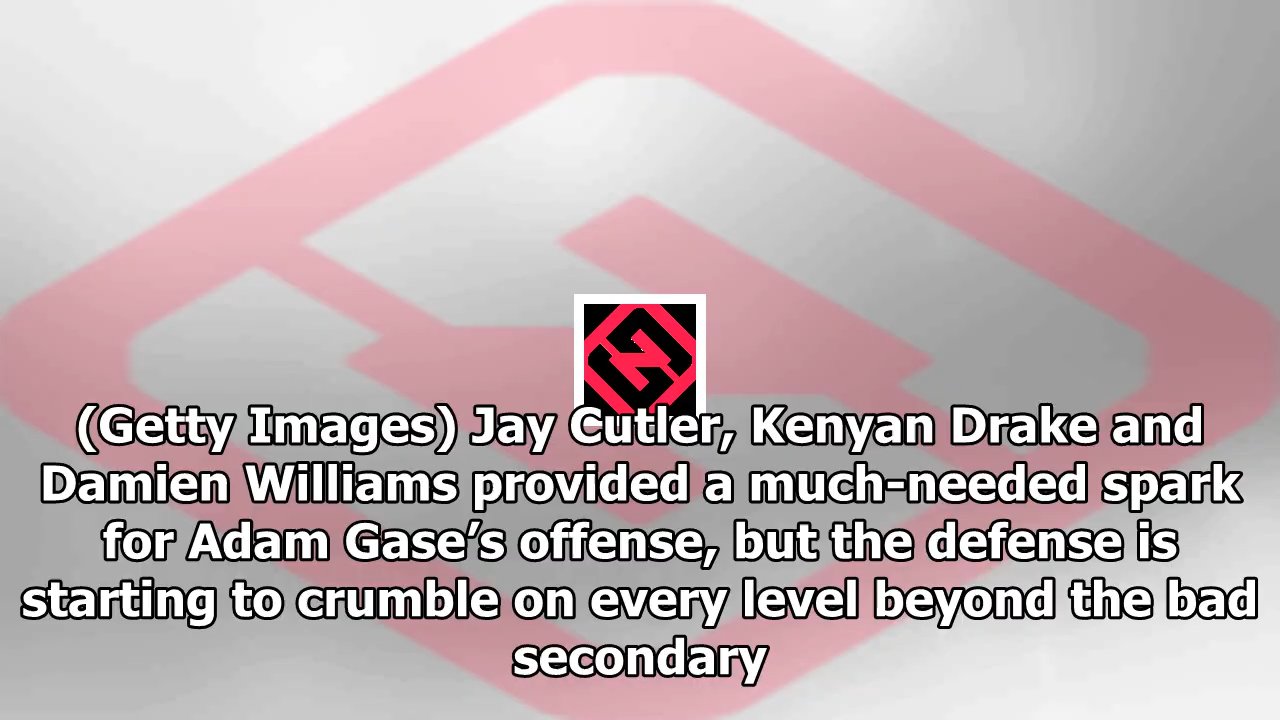 (Getty Images) Jay Cutler, Kenyan Drake and
Damien Williams provided a much-needed spark
for Adam Gase’s offense, but the defense is
starting to crumble on every level beyond the bad
secondary